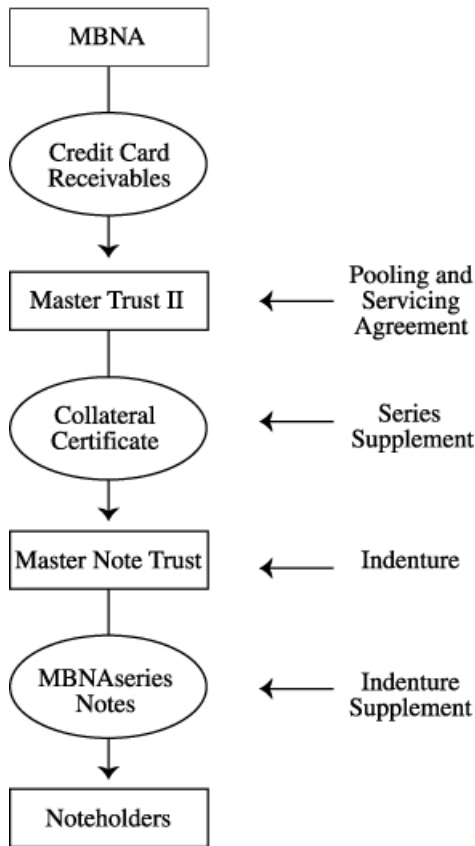 MBNA
Credit Card
Receivables
Master Trust II
Pooling and
Servicing
Agreement
Collateral
Certificate
Series
Supplement
Master Note Trust
Indenture
MBNAseries
Notes
Indenture
Supplement
Noteholders